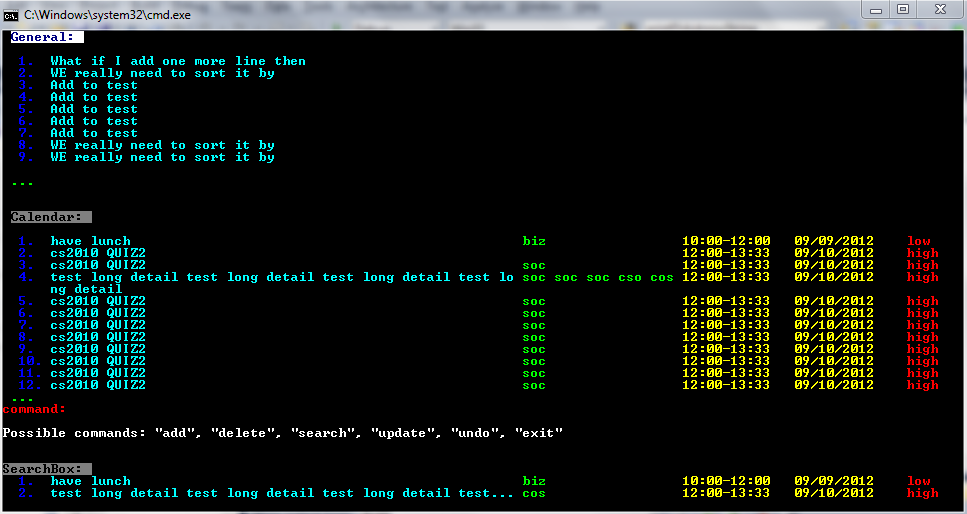 C:\Windows\system32\cmd.exe
General:
1. What if I add one more line then
2. WE really need to sort it by
3. Add to test
4. Add to test
5. Add to test
6. Add to test
7. Add to test
8. WE really need to sort it by
9. WE really need to sort it by
...
Calendar:
1. have lunch biz 10:00-12:00 09/09/2012 low
2. cs2010 QUIZ2 12:00-13:33 09/10/2012 high
3. cs2010 QUIZ2 soc 12:00-13:33 09/10/2012 high
4. test long detail test long detail test long detail test lo soc soc soc cso cos 12:00-13:33 09/10/2012 high
ng detail
5. cs2010 QUIZ2 soc 12:00-13:33 09/10/2012 high
6. cs2010 QUIZ2 soc 12:00-13:33 09/10/2012 high
7. cs2010 QUIZ2 soc 12:00-13:33 09/10/2012 high
8. cs2010 QUIZ2 soc 12:00-13:33 09/10/2012 high
9. cs2010 QUIZ2 soc 12:00-13:33 09/10/2012 high
10. cs2010 QUIZ2 soc 12:00-13:33 09/10/2012 high
11. cs2010 QUIZ2 soc 12:00-13:33 09/10/2012 high
12. cs2010 QUIZ2 soc 12:00-13:33 09/10/2012 high
...
command:
Possible commands: "add", "delete", "search", "update", "undo", "exit"
SearchBox:
1. have lunch biz 10:00-12:00 09/09/2012 low
2. test long detail test long detail test long detail test... cos 12:00-13:33 09/10/2012 high